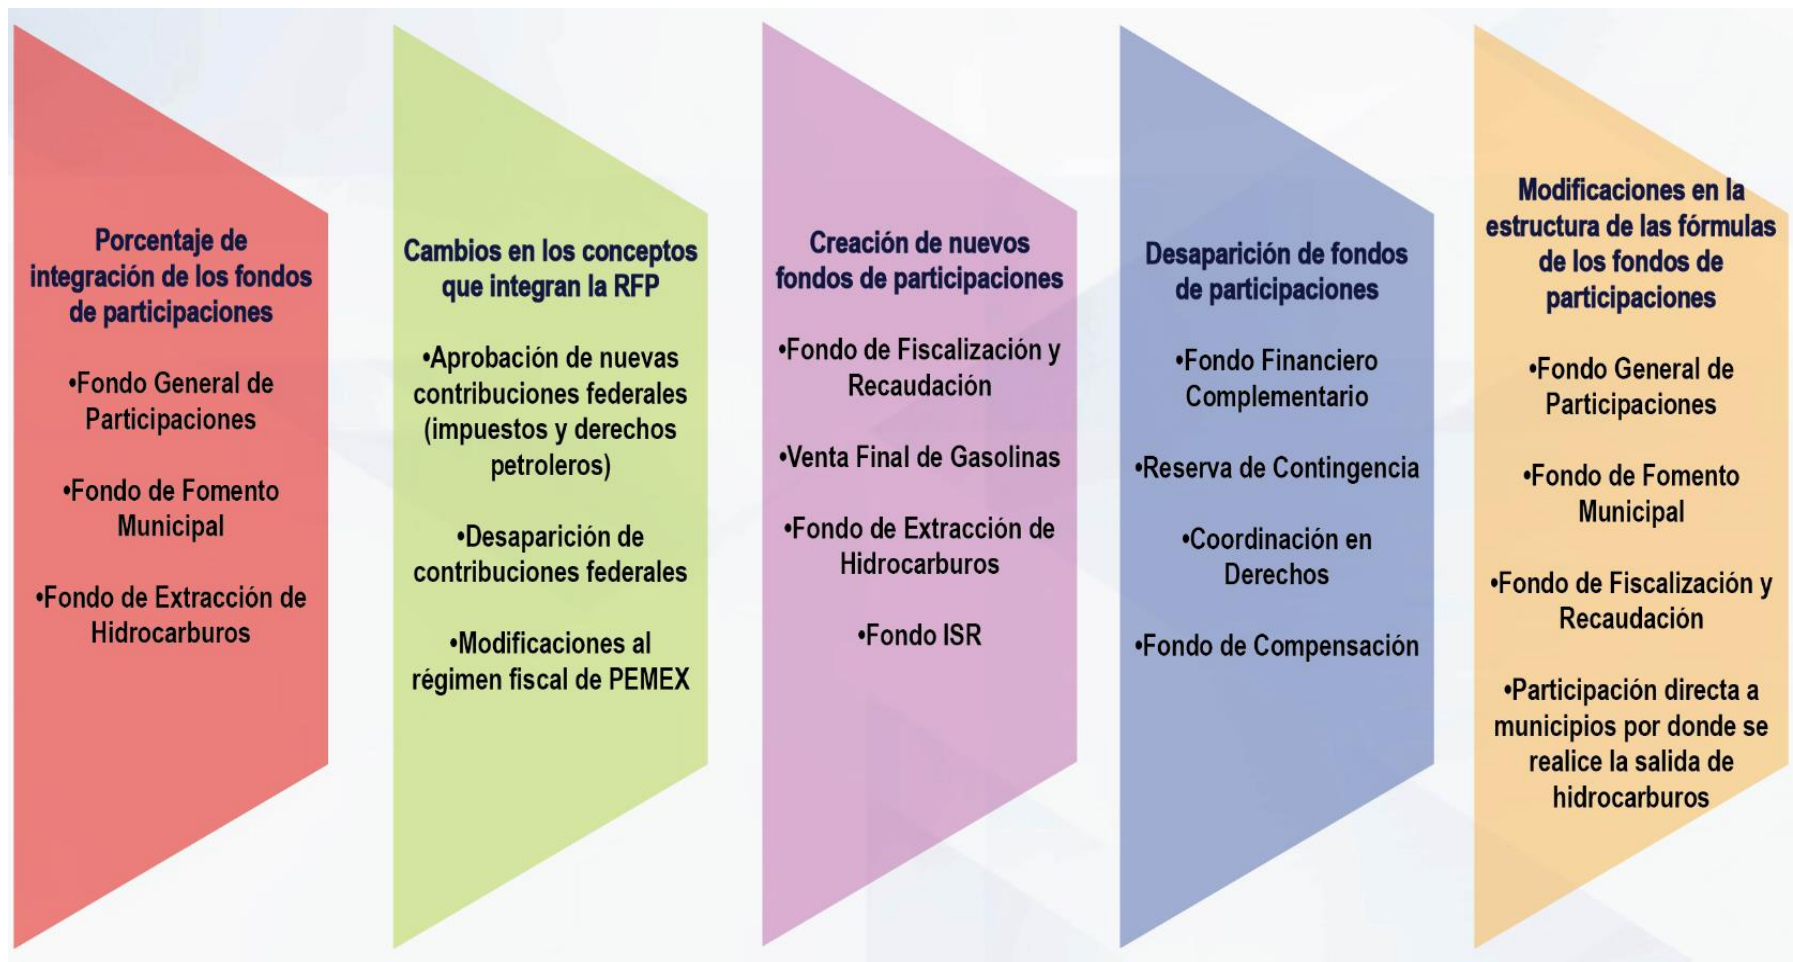 Porcentaje de
integración de los fondos
de participaciones
•Fondo General de
Participaciones
•Fondo de Fomento
Municipal
•Fondo de Extracción de
Hidrocarburos
Cambios en los conceptos
que integran la RFP
•Aprobación de nuevas
contribuciones federales
(impuestos y derechos
petroleros)
•Desaparición de
contribuciones federales
•Modificaciones al
régimen fiscal de PEMEX
Creación de nuevos
fondos de participaciones
•Fondo de Fiscalización y
Recaudación
•Venta Final de Gasolinas
•Fondo de Extracción de
Hidrocarburos
•Fondo ISR
Desaparición de fondos
de participaciones
•Fondo Financiero
Complementario
•Reserva de Contingencia
•Coordinación en
Derechos
•Fondo de Compensación
Modificaciones en la
estructura de las fórmulas
de los fondos de
participaciones
•Fondo General de
Participaciones
•Fondo de Fomento
Municipal
•Fondo de Fiscalización y
Recaudación
•Participación directa a
municipios por donde se
realice la salida de
hidrocarburos